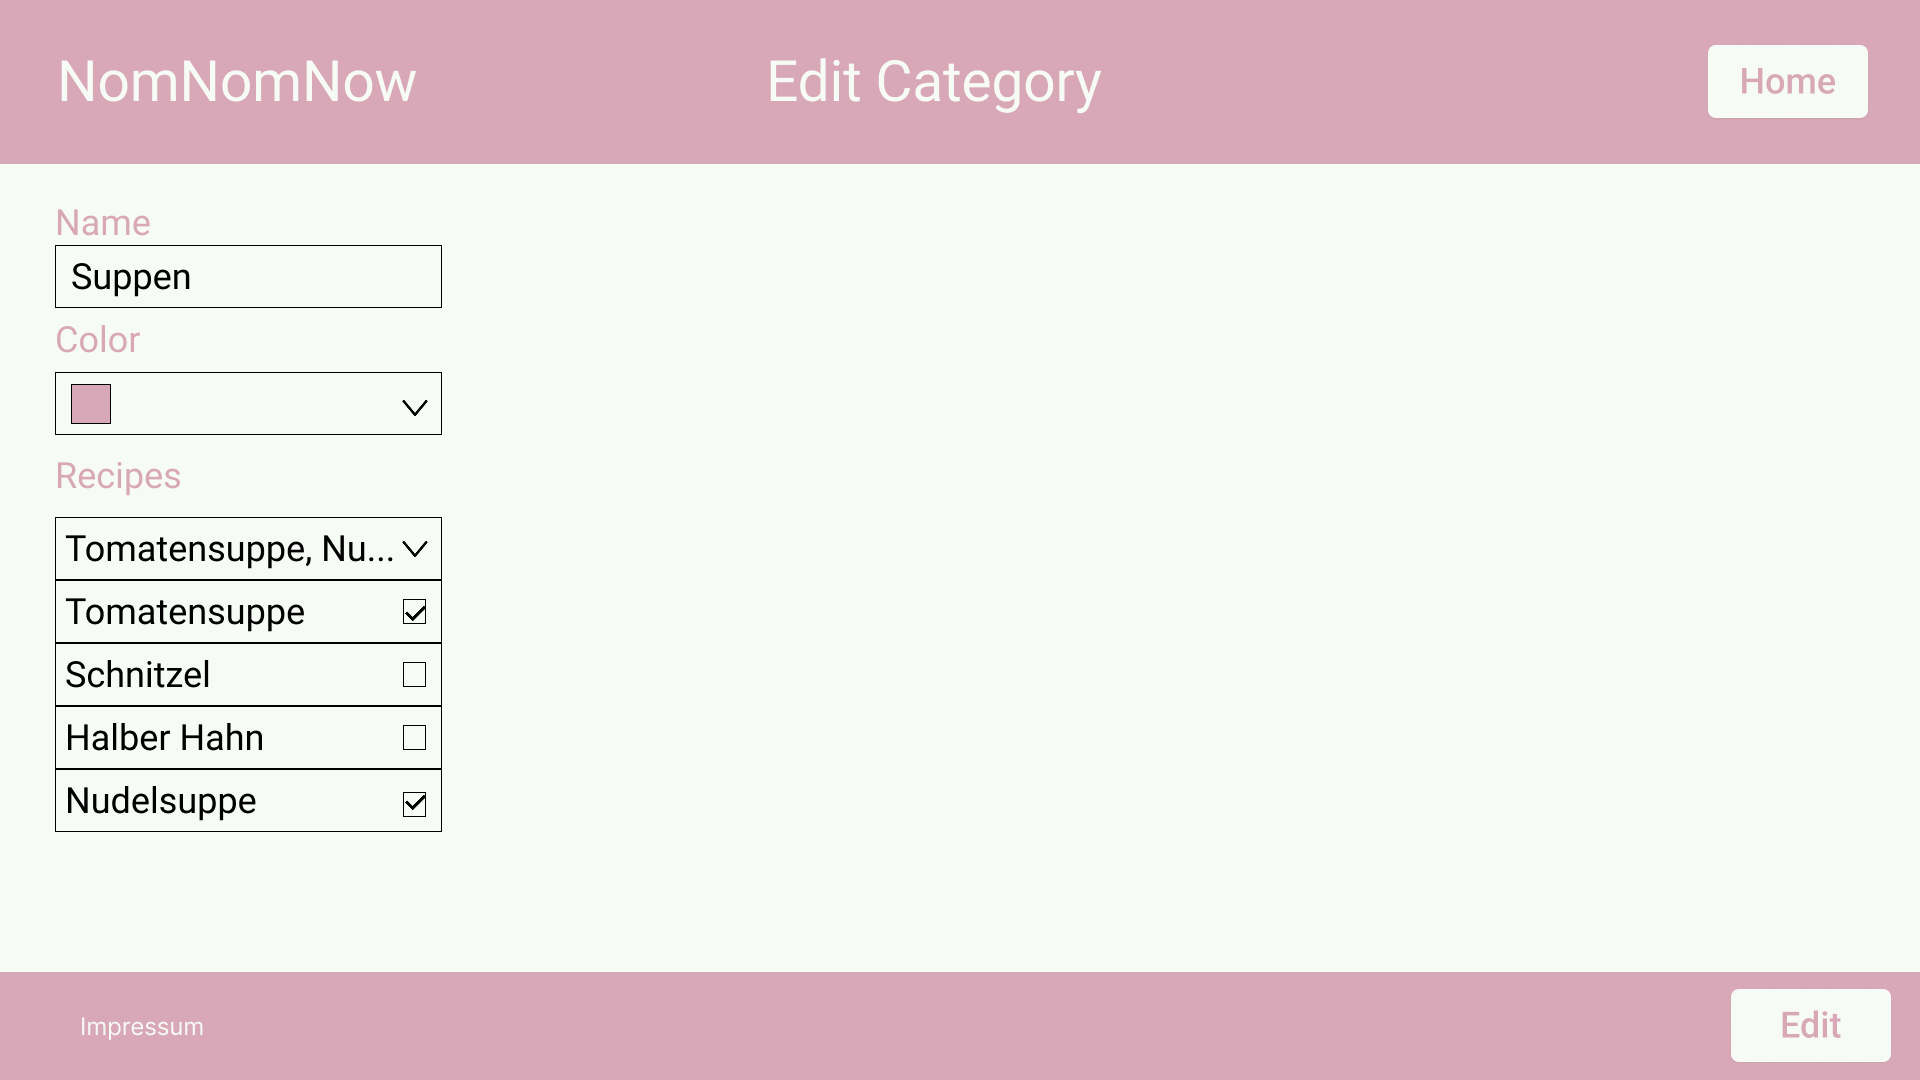 NomNomNow
Edit Category
Home
Name
Suppen
Color
Recipes
Tomatensuppe, Nu...
Tomatensuppe
Schnitzel
Halber Hahn
Nudelsuppe
Impressum
Edit